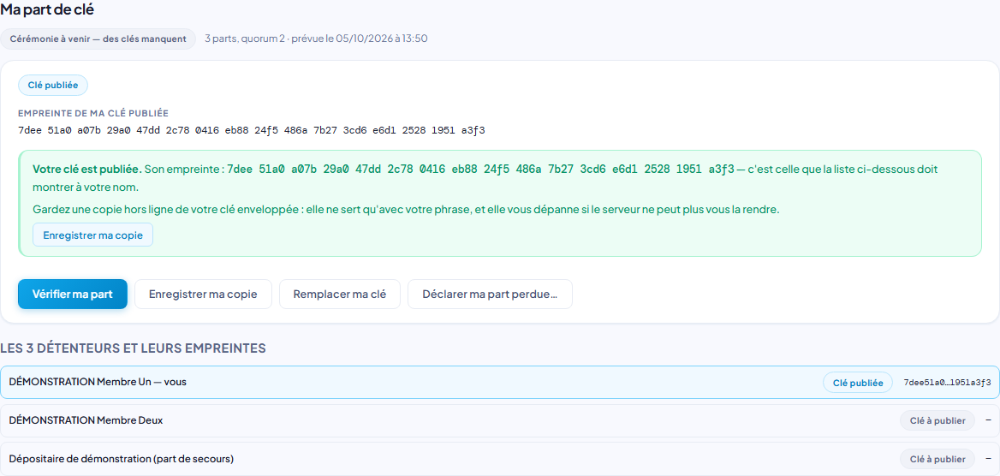 Ma part de clé
Cérémonie à venir — des clés manquent 3 parts, quorum 2 · prévue le 05/10/2026 à 13:50
Clé publiée
EMPREINTE DE MA CLÉ PUBLIÉE
7dee 51a0 a07b 29a0 47dd 2c78 0416 eb88 24f5 486a 7b27 3cd6 e6d1 2528 1951 a3f3
Votre clé est publiée. Son empreinte : 7dee 51a0 a07b 29a0 47dd 2c78 0416 eb88 24f5 486a 7b27 3cd6 e6d1 2528 1951 a3f3 — c'est celle que la liste ci-dessous doit
montrer à votre nom.
Gardez une copie hors ligne de votre clé enveloppée : elle ne sert qu'avec votre phrase, et elle vous dépanne si le serveur ne peut plus vous la rendre.
Enregistrer ma copie
Vérifier ma part Enregistrer ma copie Remplacer ma clé Déclarer ma part perdue…
LES 3 DÉTENTEURS ET LEURS EMPREINTES
DÉMONSTRATION Membre Un — vous Clé publiée 7dee51a0…1951a3f3
DÉMONSTRATION Membre Deux Clé à publier —
Dépositaire de démonstration (part de secours) Clé à publier —